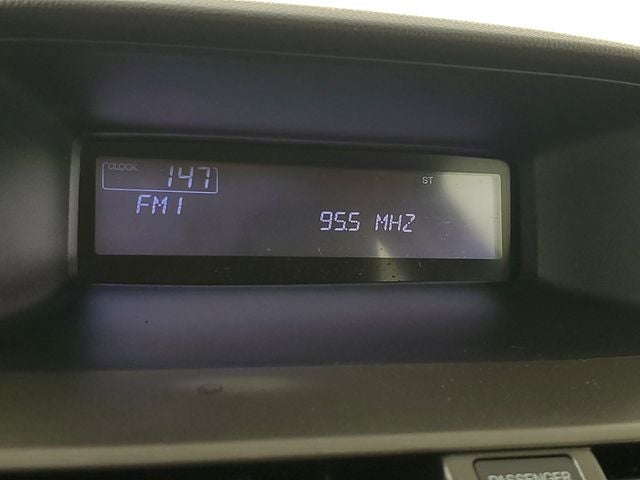 CLOCK 147 ST
FM1
95.5 MHZ
PASSENGER